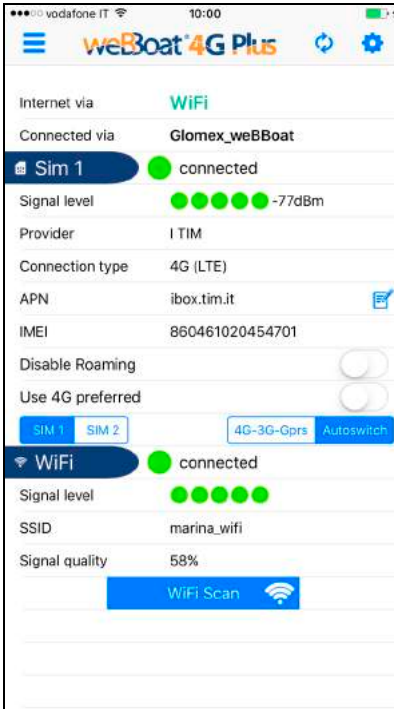 vodafone IT 10:00
weBBoat 4G Plus
Internet via WiFi
Connected via Glomex_weBBoat
Sim 1 connected
Signal level -77dBm
Provider I TIM
Connection type 4G (LTE)
APN ibox.tim.it
IMEI 860461020454701
Disable Roaming
Use 4G preferred
SIM 1 SIM 2 4G-3G-Gprs Autoswitch
WiFi connected
Signal level
SSID marina_wifi
Signal quality 58%
WiFi Scan